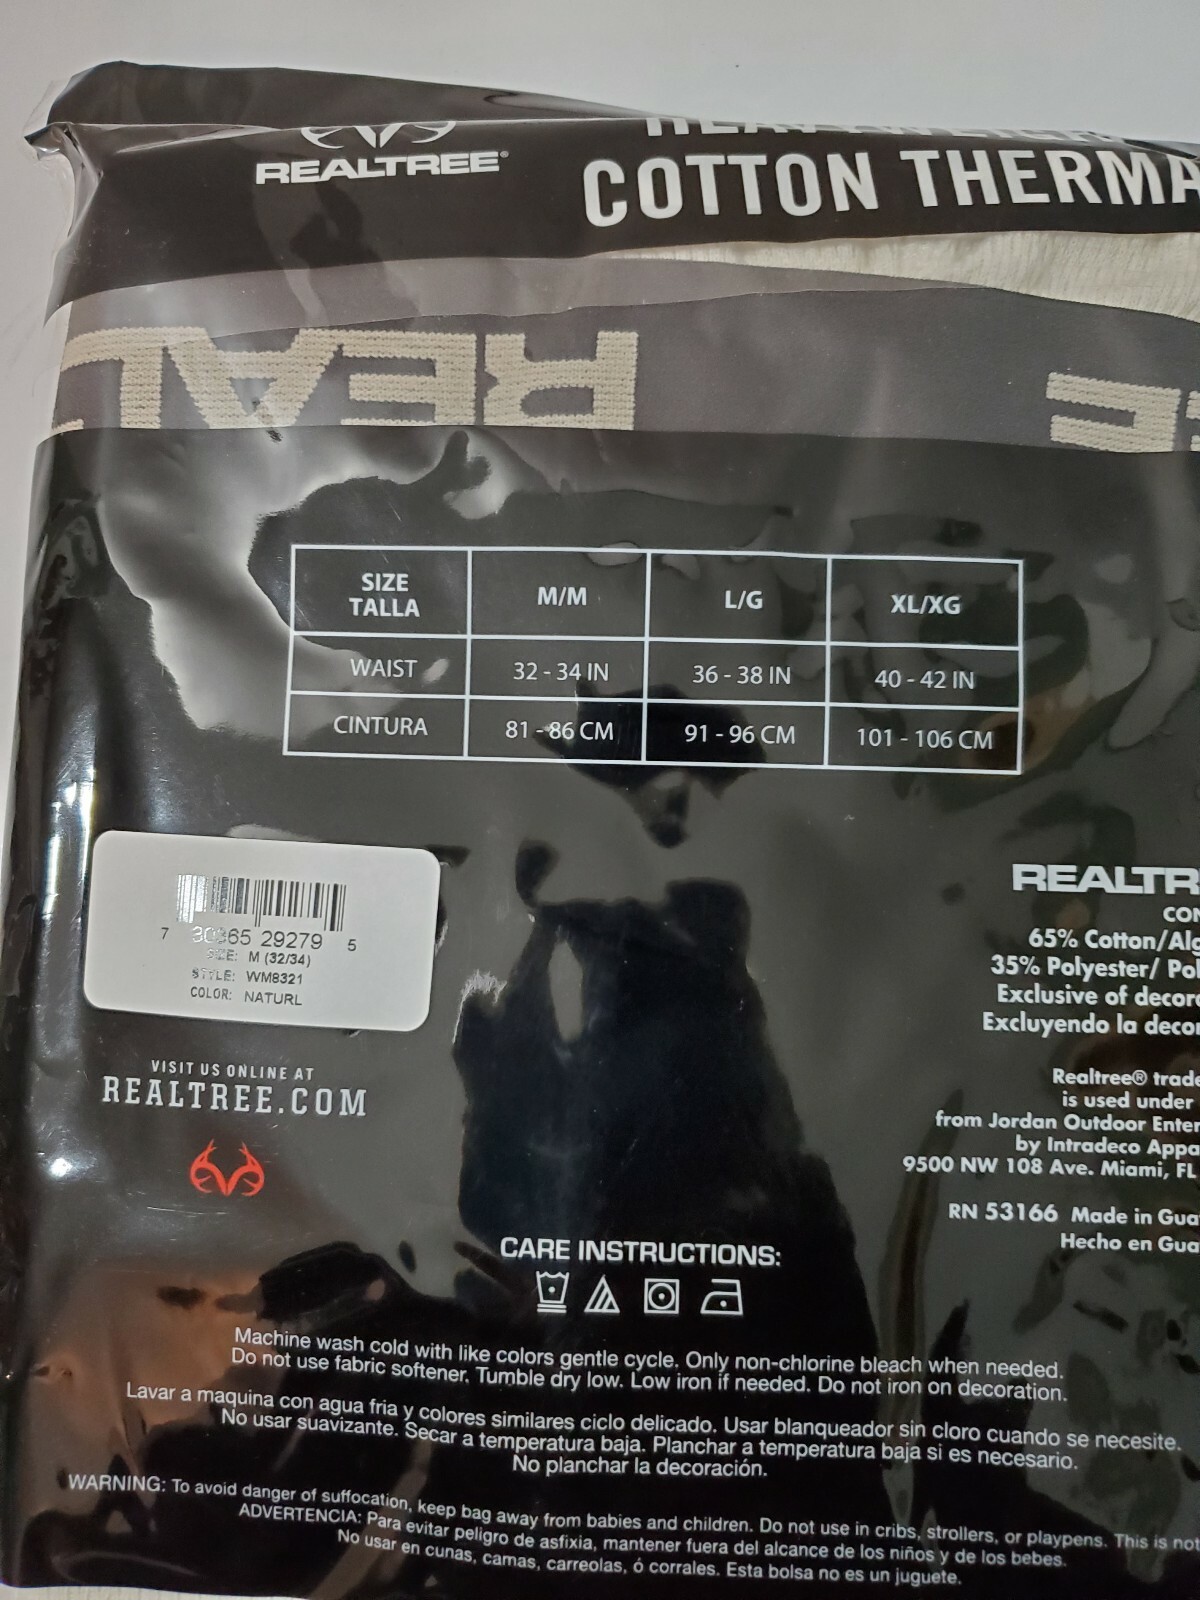 REALTREE®
COTTON THERMA
REAL
SIZE TALLA M/M L/G XL/XG
WAIST 32 - 34 IN 36 - 38 IN 40 - 42 IN
CINTURA 81 - 86 CM 91 - 96 CM 101 - 106 CM
7 30365 29279 5
SIZE: M (32/34)
STYLE: WM8321
COLOR: NATURL
VISIT US ONLINE AT
REALTREE.COM
REALTR
CON
65% Cotton/Alg
35% Polyester/ Pol
Exclusive of decor
Excluyendo la decor
Realtree® trade
is used under
from Jordan Outdoor Enter
by Intradeco Appa
9500 NW 108 Ave. Miami, FL
RN 53166 Made in Gua
Hecho en Gua
CARE INSTRUCTIONS:
Machine wash cold with like colors gentle cycle. Only non-chlorine bleach when needed.
Do not use fabric softener. Tumble dry low. Low iron if needed. Do not iron on decoration.
Lavar a maquina con agua fria y colores similares ciclo delicado. Usar blanqueador sin cloro cuando se necesite.
No usar suavizante. Secar a temperatura baja. Planchar a temperatura baja si es necesario.
No planchar la decoración.
WARNING: To avoid danger of suffocation, keep bag away from babies and children. Do not use in cribs, strollers, or playpens. This is not
ADVERTENCIA: Para evitar peligro de asfixia, mantener fuera del alcance de los niños y de los bebes.
No usar en cunas, camas, carreolas, ó corrales. Esta bolsa no es un juguete.